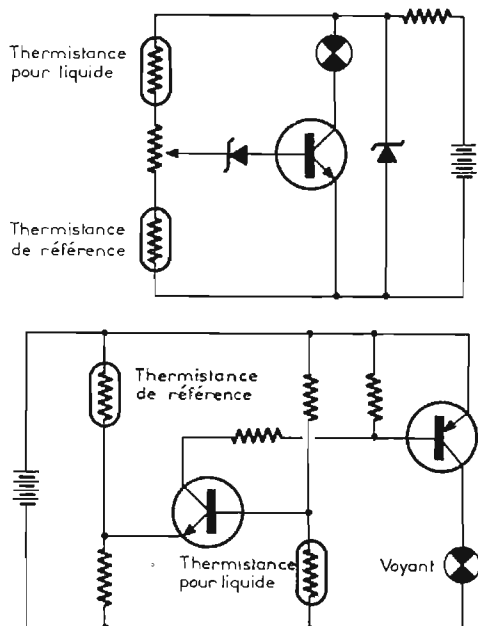 Thermistance
pour liquide
Thermistance
de référence
Thermistance
de référence
Thermistance
pour liquide
Voyant